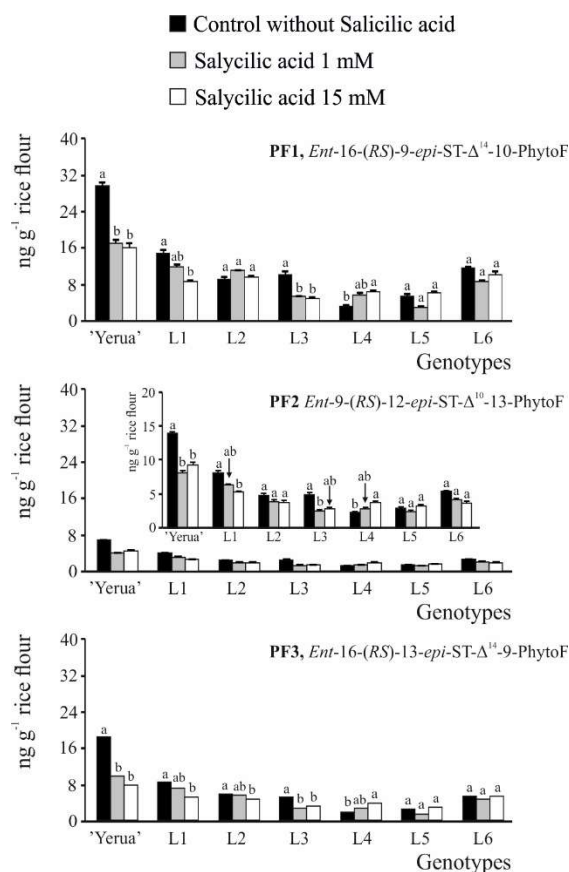 Control without Salicilic acid
Salycilic acid 1 mM
Salycilic acid 15 mM
PF1, Ent-16-(RS)-9-epi-ST-Δ¹⁴-10-PhytoF
ng g⁻¹ rice flour
40
32
24
16
8
0
a b b
a ab b
a a a
a b b
b ab a
a a a
a a a
'Yerua' L1 L2 L3 L4 L5 L6
Genotypes
PF2 Ent-9-(RS)-12-epi-ST-Δ¹⁰-13-PhytoF
ng g⁻¹ rice flour
40
32
24
16
8
0
ng g⁻¹ rice flour
20
15
10
5
0
a b b
a ab b
a a a
a b ab
b ab a
a a a
a a a
'Yerua' L1 L2 L3 L4 L5 L6
'Yerua' L1 L2 L3 L4 L5 L6
Genotypes
PF3, Ent-16-(RS)-13-epi-ST-Δ¹⁴-9-PhytoF
ng g⁻¹ rice flour
40
32
24
16
8
0
a b b
a ab b
a ab b
a b b
b ab a
a a a
a a a
'Yerua' L1 L2 L3 L4 L5 L6
Genotypes